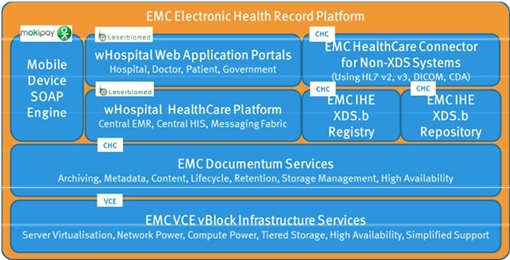 EMC Electronic Health Record Platform
mokipay
Mobile
Device
SOAP
Engine
Laserbiomed
wHospital Web Application Portals
Hospital, Doctor, Patient, Government
CHC
EMC HealthCare Connector
for Non-XDS Systems
(Using HL7 v2, v3, DICOM, CDA)
Laserbiomed
wHospital HealthCare Platform
Central EMR, Central HIS, Messaging Fabric
CHC
EMC IHE
XDS.b
Registry
CHC
EMC IHE
XDS.b
Repository
CHC
EMC Documentum Services
Archiving, Metadata, Content, Lifecycle, Retention, Storage Management, High Availability
VCE
EMC VCE vBlock Infrastructure Services
Server Virtualisation, Network Power, Compute Power, Tiered Storage, High Availability, Simplified Support